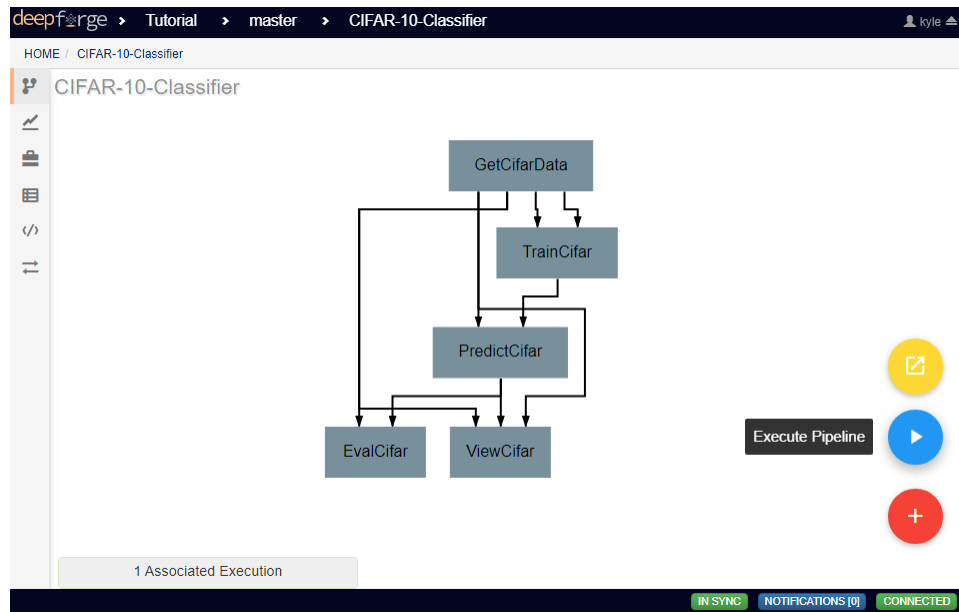 deepforge > Tutorial > master > CIFAR-10-Classifier kyle
HOME / CIFAR-10-Classifier
CIFAR-10-Classifier
GetCifarData
TrainCifar
PredictCifar
Execute Pipeline
EvalCifar ViewCifar
1 Associated Execution
IN SYNC NOTIFICATIONS [0] CONNECTED